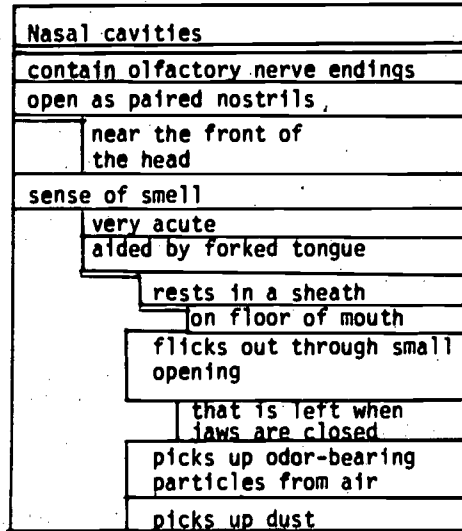 Nasal cavities
contain olfactory nerve endings
open as paired nostrils,
near the front of
the head
sense of smell
very acute
aided by forked tongue
rests in a sheath
on floor of mouth
flicks out through small
opening
that is left when
jaws are closed
picks up odor-bearing
particles from air
picks up dust